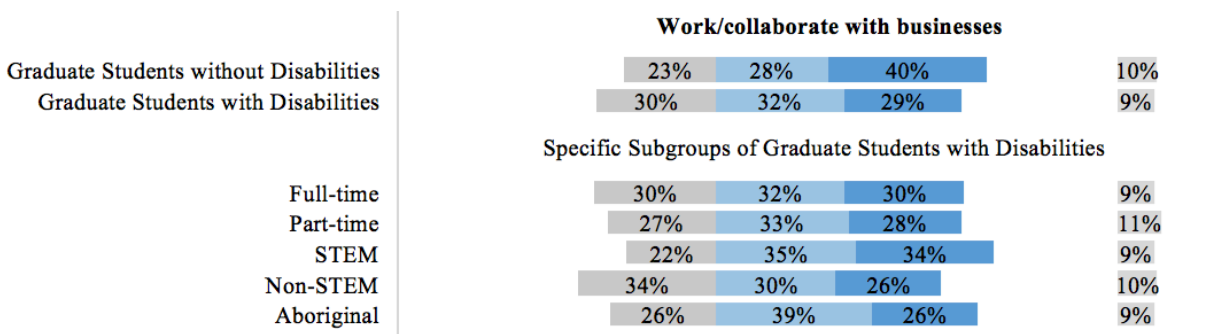 Work/collaborate with businesses
Graduate Students without Disabilities 23% 28% 40% 10%
Graduate Students with Disabilities 30% 32% 29% 9%
Specific Subgroups of Graduate Students with Disabilities
Full-time 30% 32% 30% 9%
Part-time 27% 33% 28% 11%
STEM 22% 35% 34% 9%
Non-STEM 34% 30% 26% 10%
Aboriginal 26% 39% 26% 9%